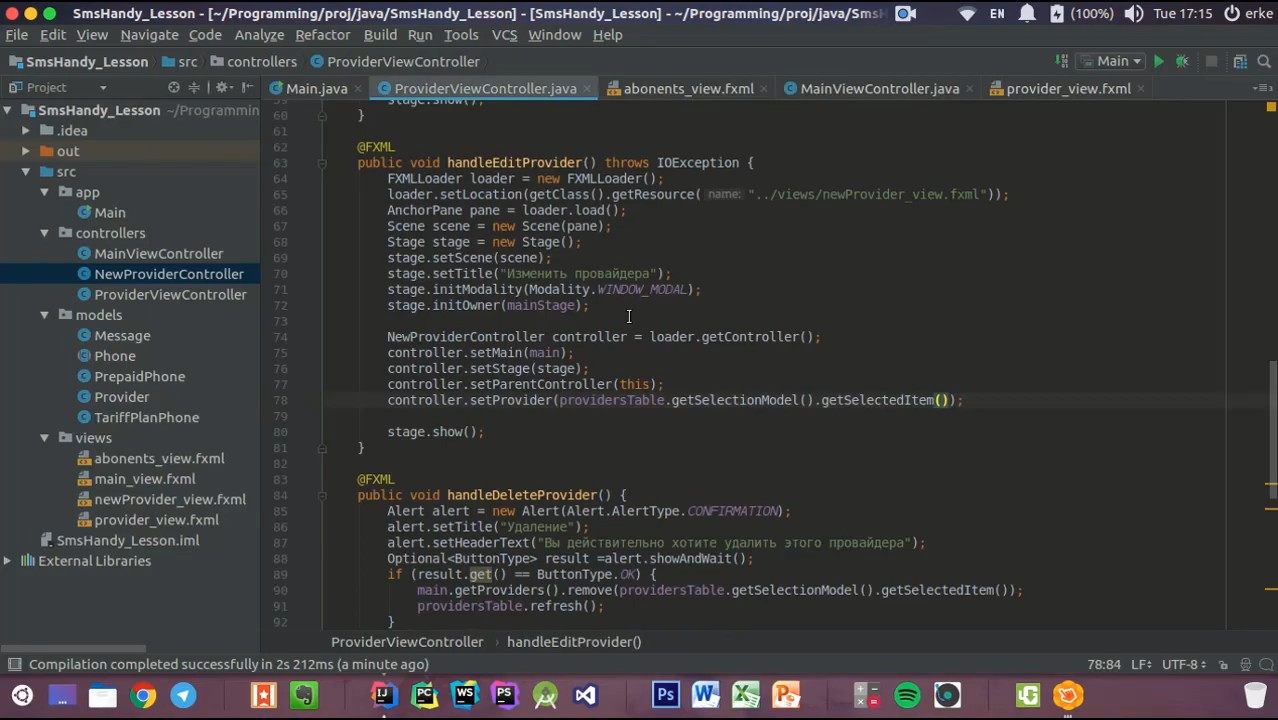 SmsHandy_Lesson - [~/Programming/proj/java/SmsHandy_Lesson] - [SmsHandy_Lesson] - ~/Programming/proj/java/Sms
EN (100%) Tue 17:15 erke
File Edit View Navigate Code Analyze Refactor Build Run Tools VCS Window Help
SmsHandy_Lesson src controllers ProviderViewController Main
Project Main.java ProviderViewController.java abonents_view.fxml MainViewController.java provider_view.fxml
SmsHandy_Lesson ~/Programmin
.idea
out
src
app
Main
controllers
MainViewController
NewProviderController
ProviderViewController
models
Message
Phone
PrepaidPhone
Provider
TariffPlanPhone
views
abonents_view.fxml
main_view.fxml
newProvider_view.fxml
provider_view.fxml
SmsHandy_Lesson.iml
External Libraries
59 stage.show();
60 }
61
62 @FXML
63 public void handleEditProvider() throws IOException {
64 FXMLLoader loader = new FXMLLoader();
65 loader.setLocation(getClass().getResource( name: "../views/newProvider_view.fxml"));
66 AnchorPane pane = loader.load();
67 Scene scene = new Scene(pane);
68 Stage stage = new Stage();
69 stage.setScene(scene);
70 stage.setTitle("Изменить провайдера");
71 stage.initModality(Modality.WINDOW_MODAL);
72 stage.initOwner(mainStage);
73
74 NewProviderController controller = loader.getController();
75 controller.setMain(main);
76 controller.setStage(stage);
77 controller.setParentController(this);
78 controller.setProvider(providersTable.getSelectionModel().getSelectedItem());
79
80 stage.show();
81 }
82
83 @FXML
84 public void handleDeleteProvider() {
85 Alert alert = new Alert(Alert.AlertType.CONFIRMATION);
86 alert.setTitle("Удаление");
87 alert.setHeaderText("Вы действительно хотите удалить этого провайдера");
88 Optional<ButtonType> result =alert.showAndWait();
89 if (result.get() == ButtonType.OK) {
90 main.getProviders().remove(providersTable.getSelectionModel().getSelectedItem());
91 providersTable.refresh();
92 }
ProviderViewController handleEditProvider()
Compilation completed successfully in 2s 212ms (a minute ago) 78:84 LF÷ UTF-8÷